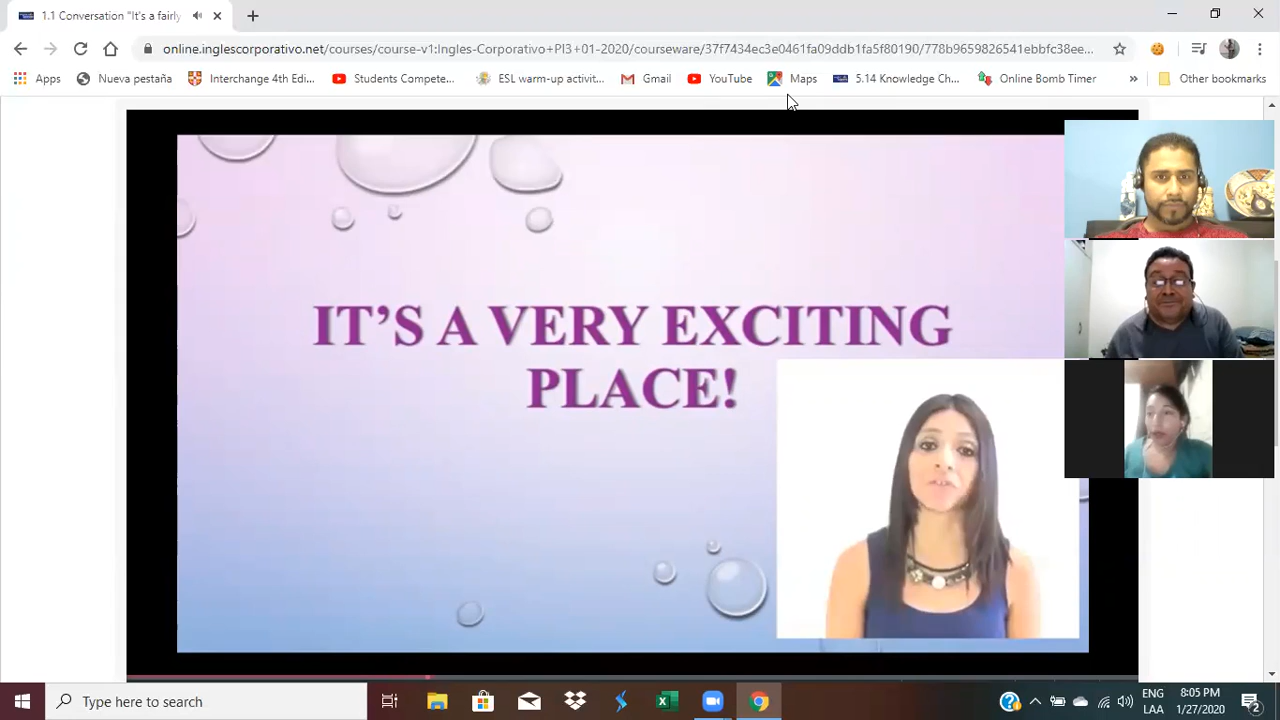 1.1 Conversation "It's a fairly
online.inglescorporativo.net/courses/course-v1:Ingles-Corporativo+PI3+01-2020/courseware/37f7434ec3e0461fa09ddb1fa5f80190/778b9659826541ebbfc38ee...
Apps Nueva pestaña Interchange 4th Edi... Students Compete... ESL warm-up activit... Gmail YouTube Maps 5.14 Knowledge Ch... Online Bomb Timer » Other bookmarks
IT'S A VERY EXCITING
PLACE!
Type here to search
ENG 8:05 PM
LAA 1/27/2020
2